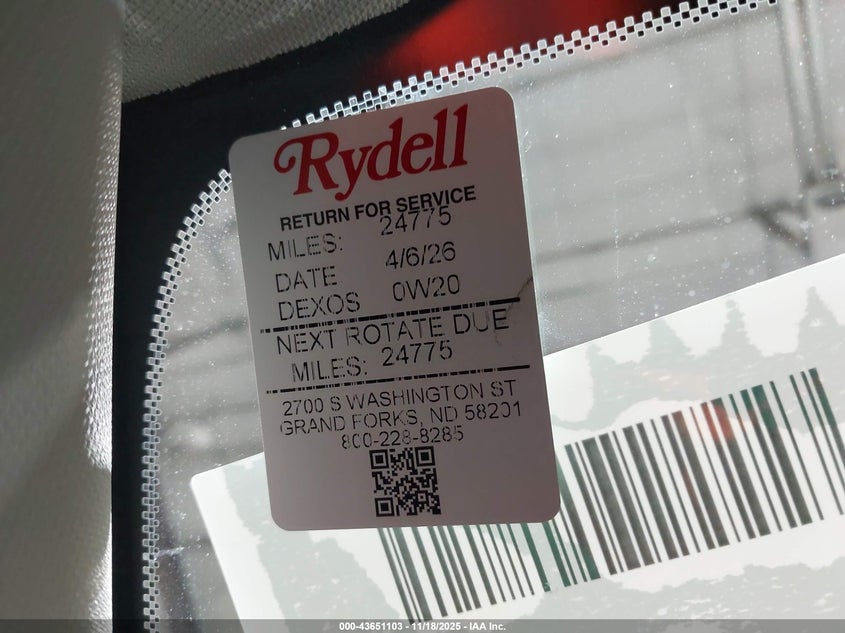 Rydell
RETURN FOR SERVICE
MILES: 24775
DATE 4/6/26
DEXOS 0W20
NEXT ROTATE DUE
MILES: 24775
2700 S WASHINGTON ST
GRAND FORKS, ND 58201
800-228-8285
000-43651103 - 11/18/2025 - IAA Inc.